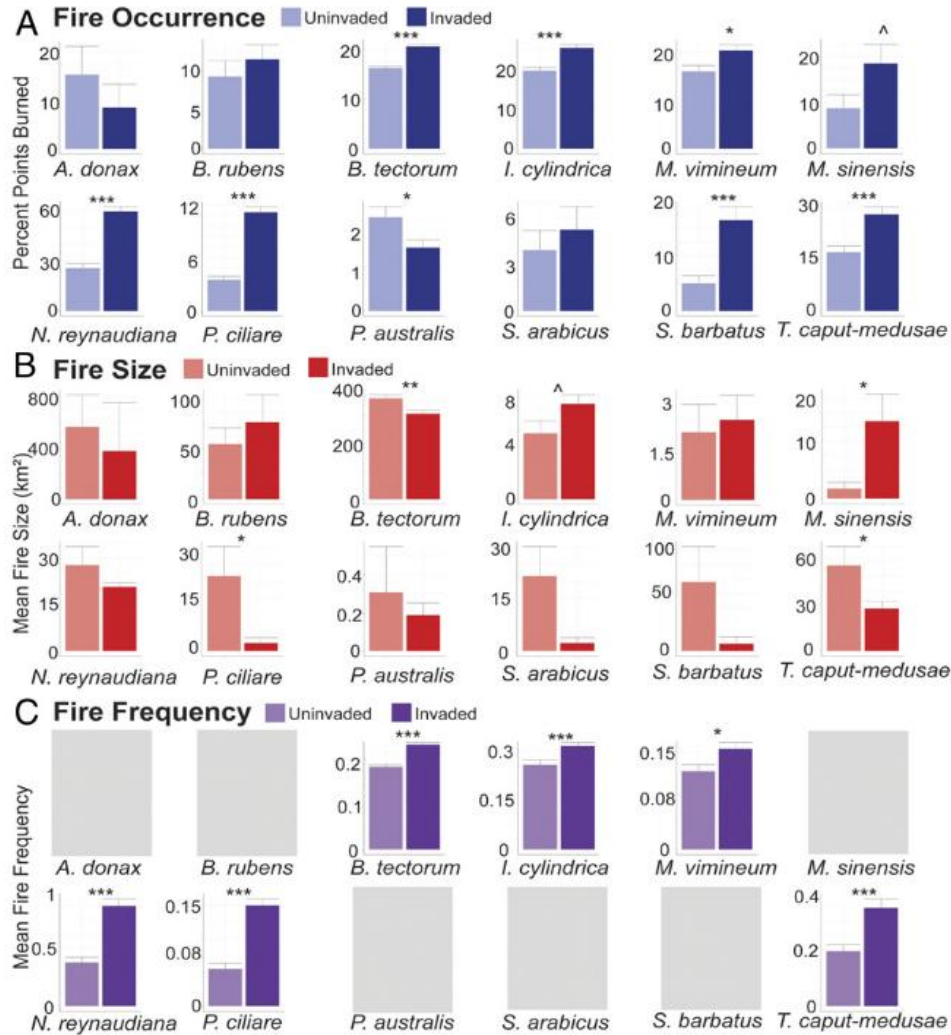 A Fire Occurrence Uninvaded Invaded
Percent Points Burned
20
10
0
A. donax
10
5
0
B. rubens
***
20
10
0
B. tectorum
***
20
10
0
I. cylindrica
*
20
10
0
M. vimineum
^
20
10
0
M. sinensis
***
60
30
0
N. reynaudiana
***
12
9
6
3
0
P. ciliare
*
2
1
0
P. australis
6
3
0
S. arabicus
***
20
10
0
S. barbatus
***
30
20
10
0
T. caput-medusae
B Fire Size Uninvaded Invaded
Mean Fire Size (km²)
800
400
0
A. donax
100
50
0
B. rubens
**
400
200
0
B. tectorum
^
8
4
0
I. cylindrica
3
1.5
0
M. vimineum
*
20
10
0
M. sinensis
30
15
0
N. reynaudiana
*
30
15
0
P. ciliare
0.4
0.2
0
P. australis
30
15
0
S. arabicus
100
50
0
S. barbatus
*
60
30
0
T. caput-medusae
C Fire Frequency Uninvaded Invaded
Mean Fire Frequency
A. donax
B. rubens
***
0.2
0.1
0
B. tectorum
***
0.3
0.15
0
I. cylindrica
*
0.15
0.08
0
M. vimineum
M. sinensis
***
1
0.5
0
N. reynaudiana
***
0.15
0.08
0
P. ciliare
P. australis
S. arabicus
S. barbatus
***
0.4
0.2
0
T. caput-medusae